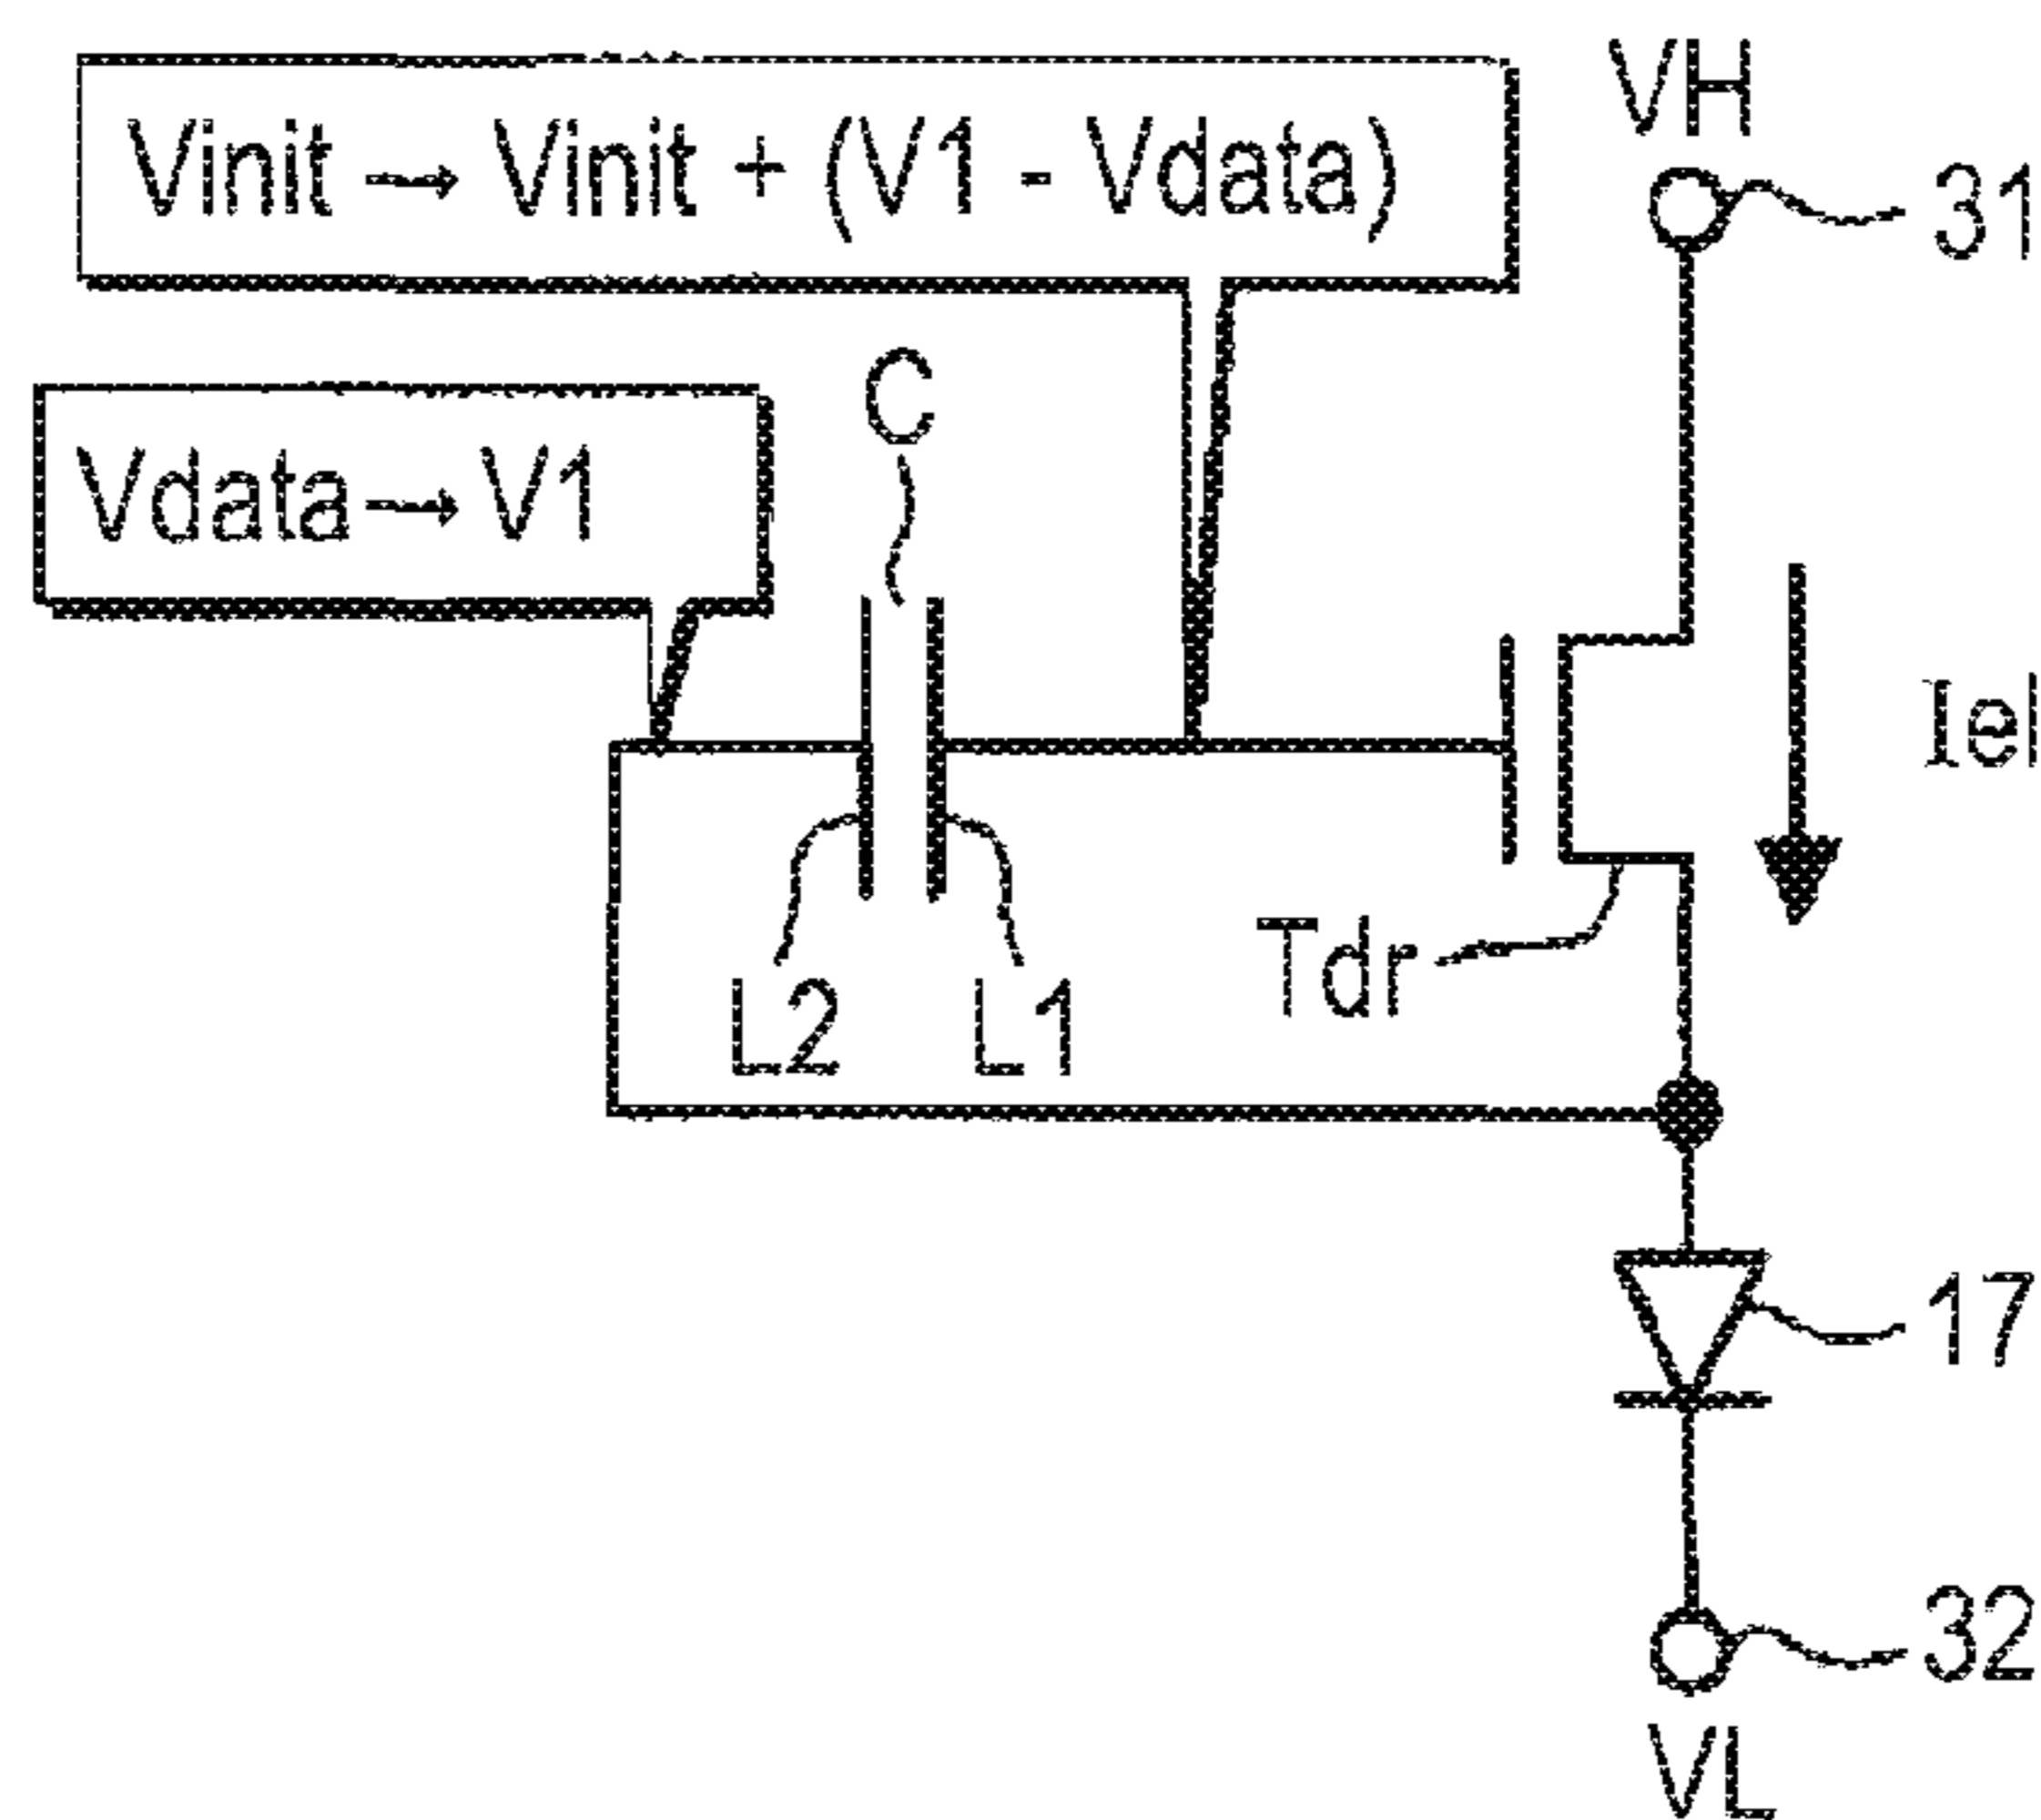 VH
Vinit → Vinit + (V1 - Vdata)
31
C
Vdata → V1
Iel
Tdr
L2
L1
17
32
VL